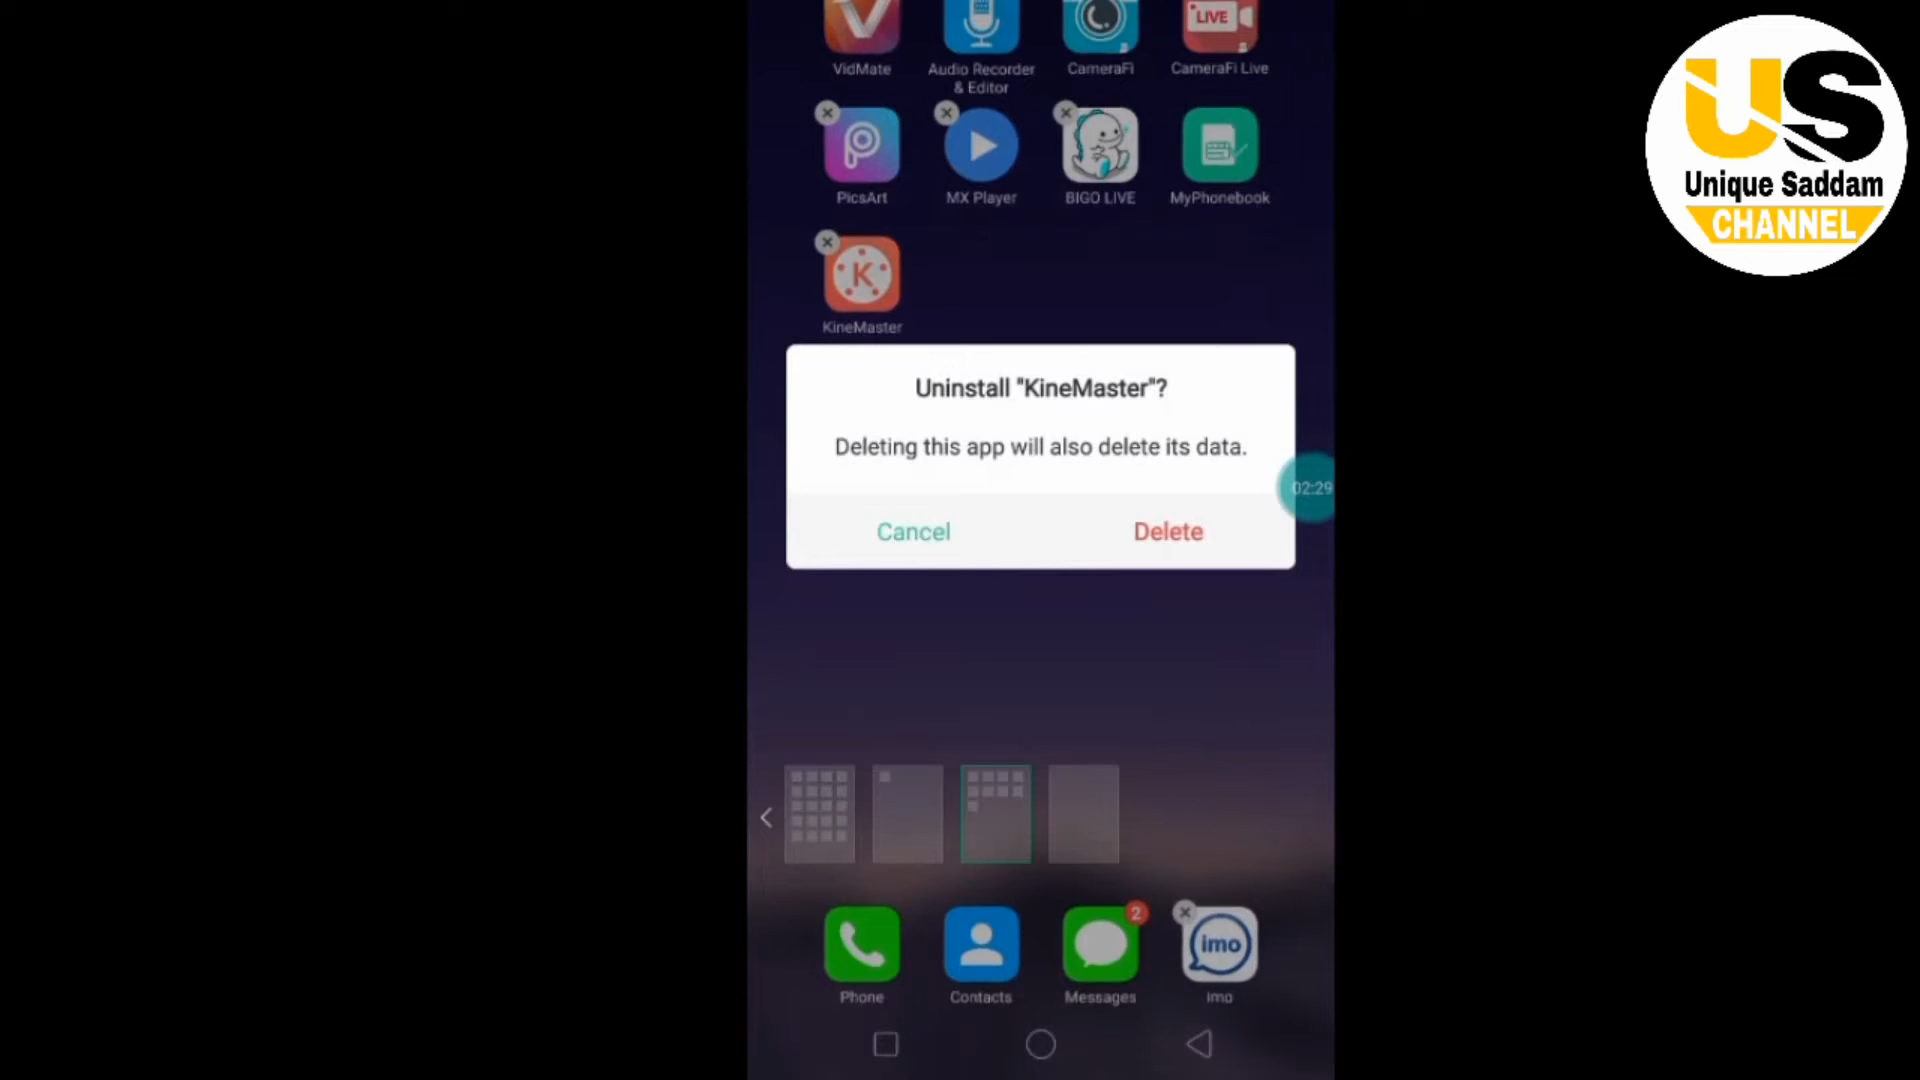 VidMate
Audio Recorder
& Editor
CameraFi
LIVE
CameraFi Live
PicsArt
MX Player
BIGO LIVE
MyPhonebook
K
KineMaster
Uninstall "KineMaster"?
Deleting this app will also delete its data.
Cancel
Delete
02:29
2
imo
Phone
Contacts
Messages
imo
US
Unique Saddam
CHANNEL